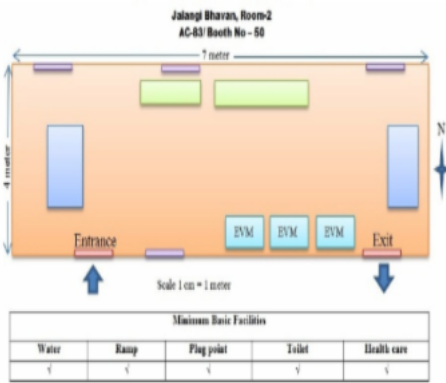 Jalangi Bhavan, Room-2
AC-83/ Booth No – 50
7 meter
4 meter
N
EVM EVM EVM
Entrance Exit
Scale 1 cm = 1 meter
Minimum Basic Facilities
Water Ramp Plug point Toilet Health care
√ √ √ √ √